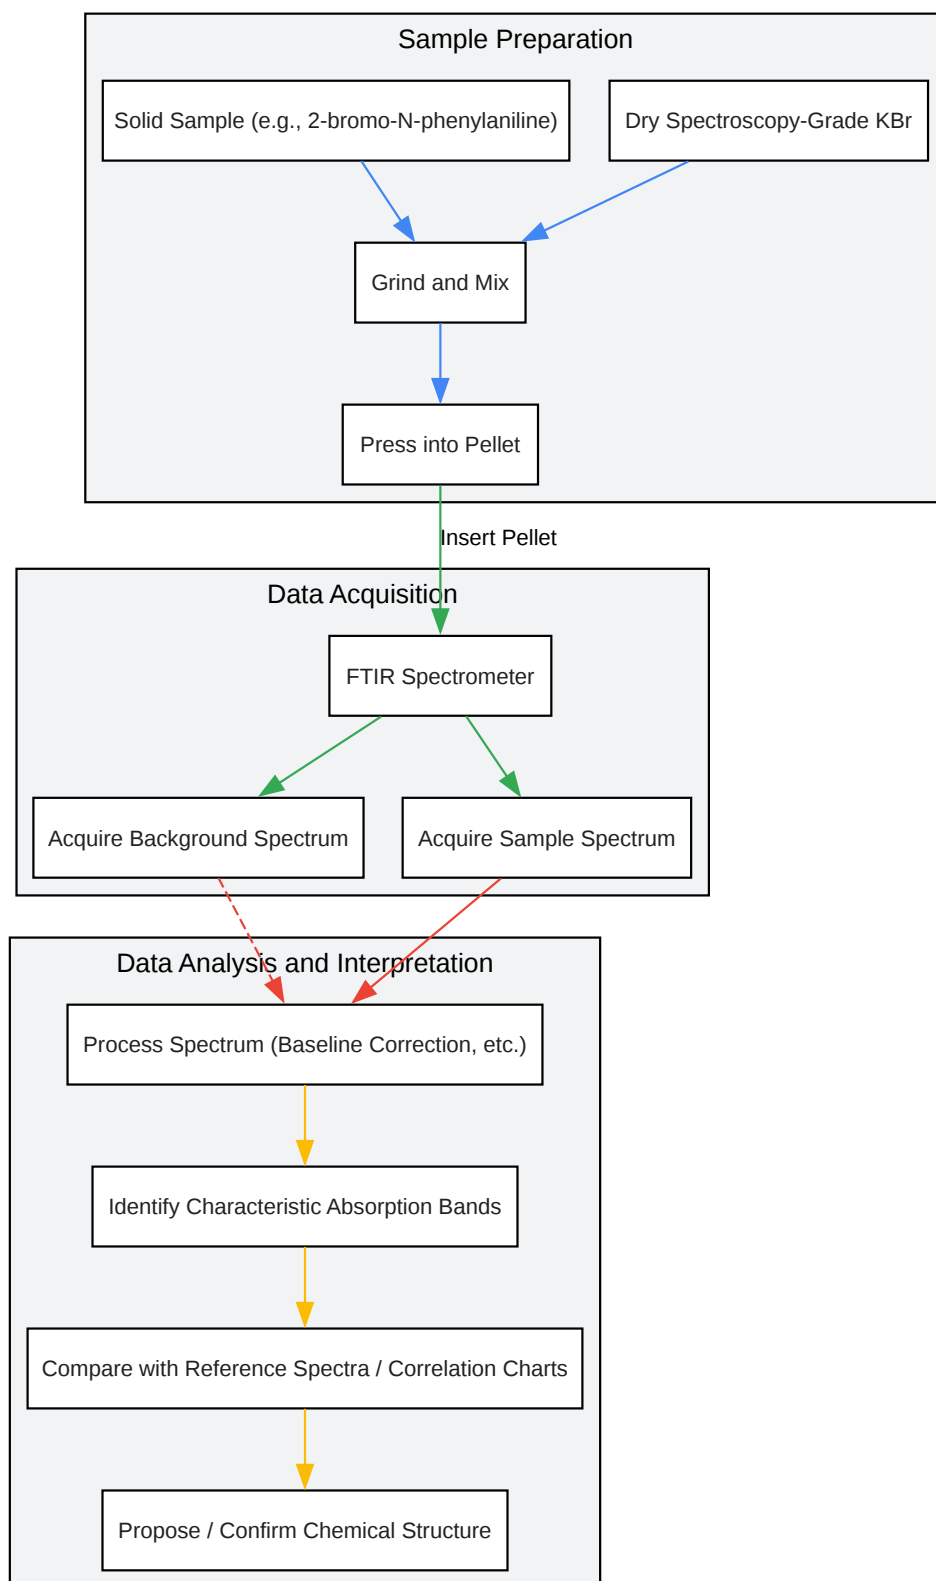 Sample Preparation
Solid Sample (e.g., 2-bromo-N-phenylaniline)
Dry Spectroscopy-Grade KBr
Grind and Mix
Press into Pellet
Insert Pellet
Data Acquisition
FTIR Spectrometer
Acquire Background Spectrum
Acquire Sample Spectrum
Data Analysis and Interpretation
Process Spectrum (Baseline Correction, etc.)
Identify Characteristic Absorption Bands
Compare with Reference Spectra / Correlation Charts
Propose / Confirm Chemical Structure